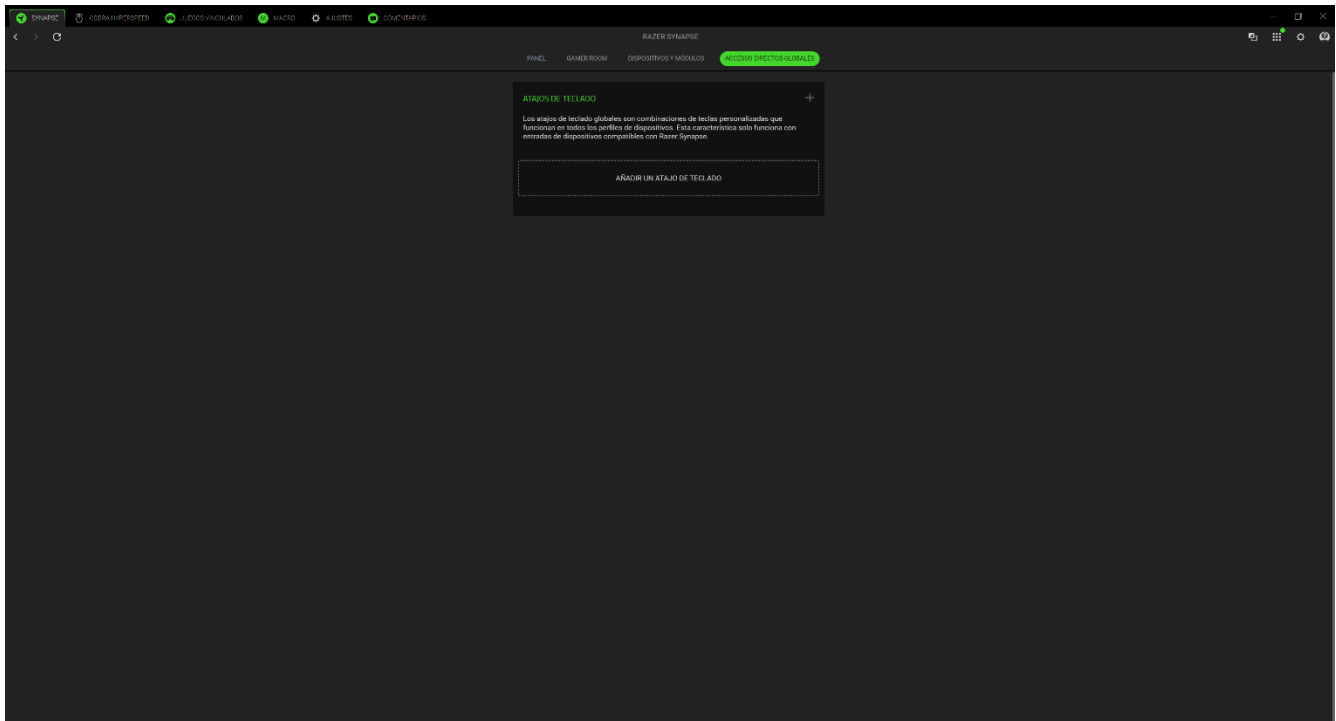 SYNAPSE COBRA HYPERSPEED JUEGOS VINCULADOS MACRO AJUSTES COMENTARIOS
RAZER SYNAPSE
PANEL GAMER ROOM DISPOSITIVOS Y MÓDULOS ACCESOS DIRECTOS GLOBALES
ATAJOS DE TECLADO
Los atajos de teclado globales son combinaciones de teclas personalizadas que
funcionan en todos los perfiles de dispositivos. Esta característica solo funciona con
entradas de dispositivos compatibles con Razer Synapse.
AÑADIR UN ATAJO DE TECLADO